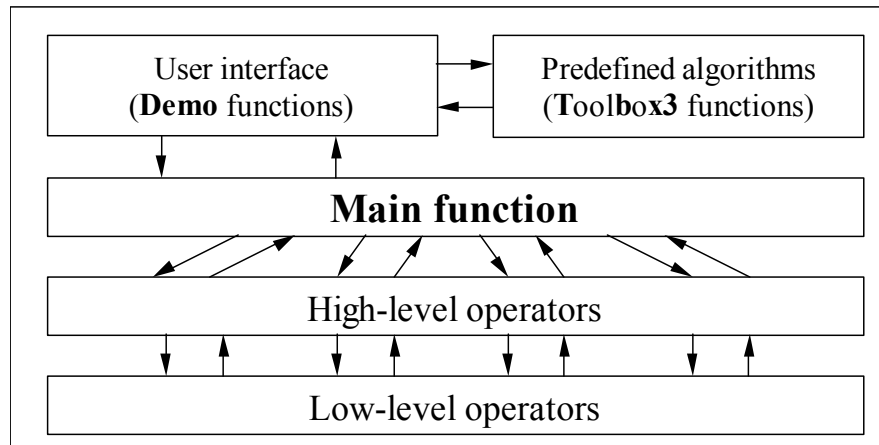 User interface
(Demo functions)
Predefined algorithms
(Toolbox3 functions)
Main function
High-level operators
Low-level operators